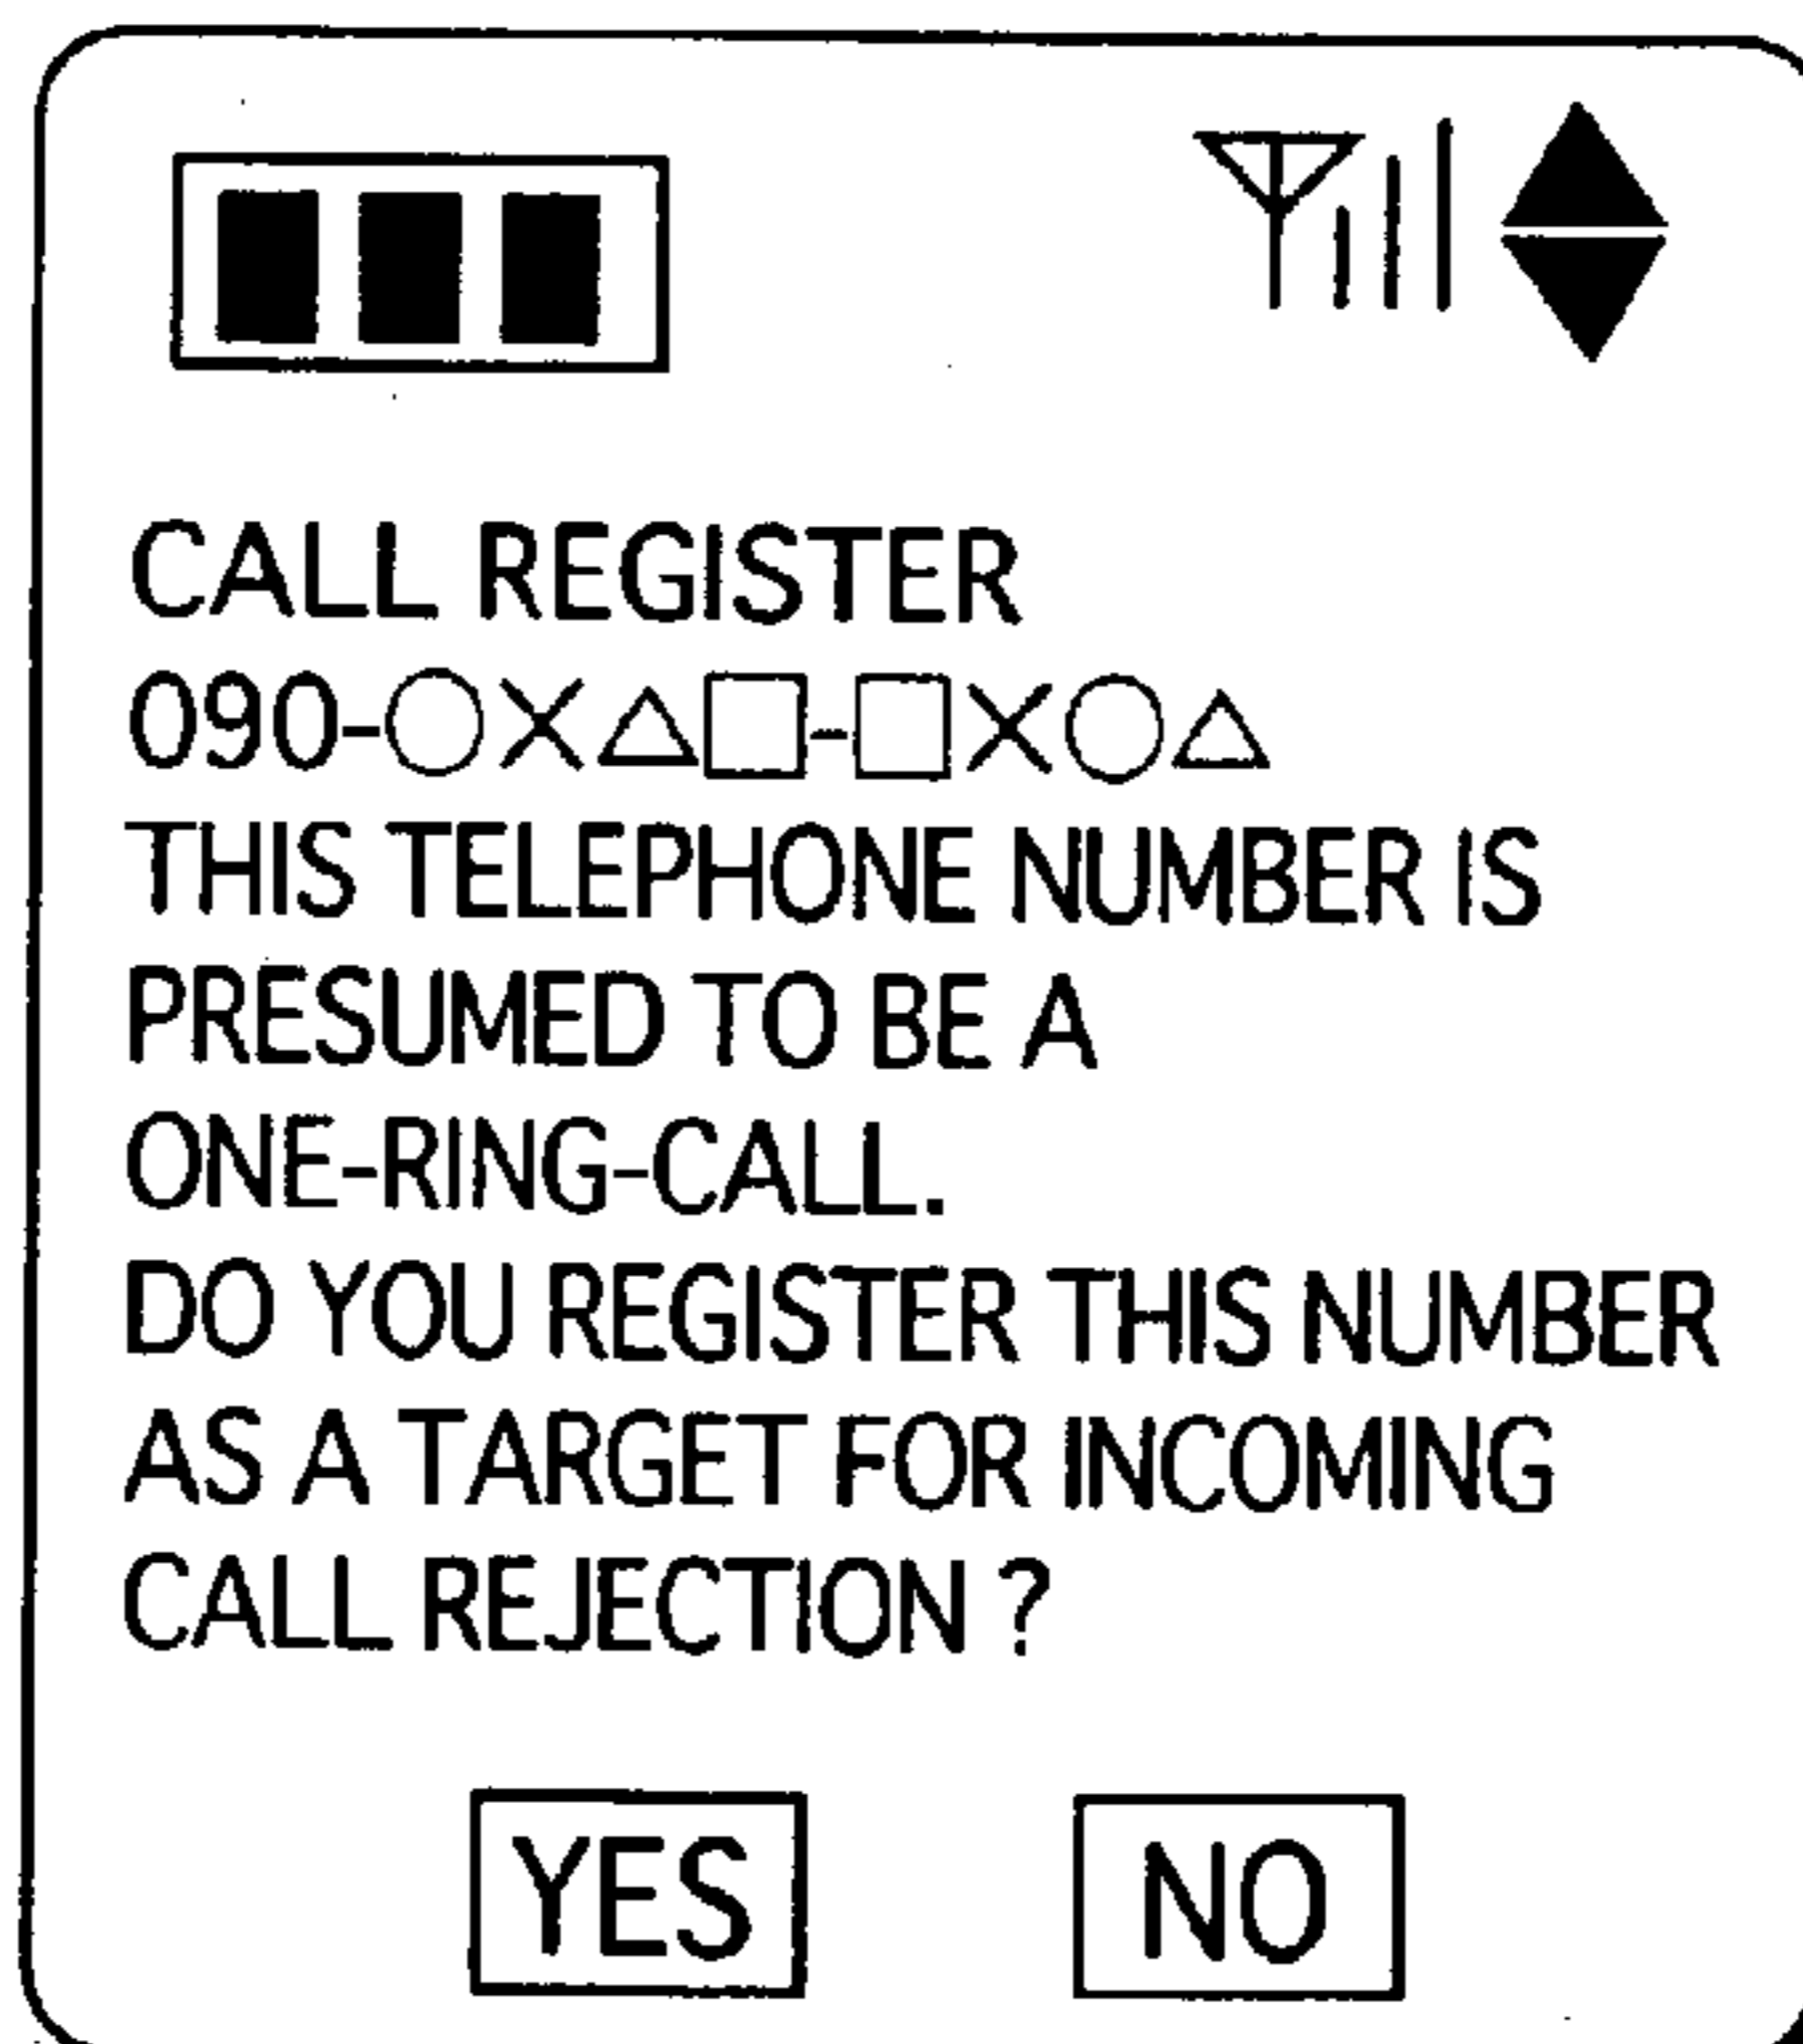 CALL REGISTER
090-○×△□-□×○△
THIS TELEPHONE NUMBER IS
PRESUMED TO BE A
ONE-RING-CALL.
DO YOU REGISTER THIS NUMBER
AS A TARGET FOR INCOMING
CALL REJECTION ?
YES NO